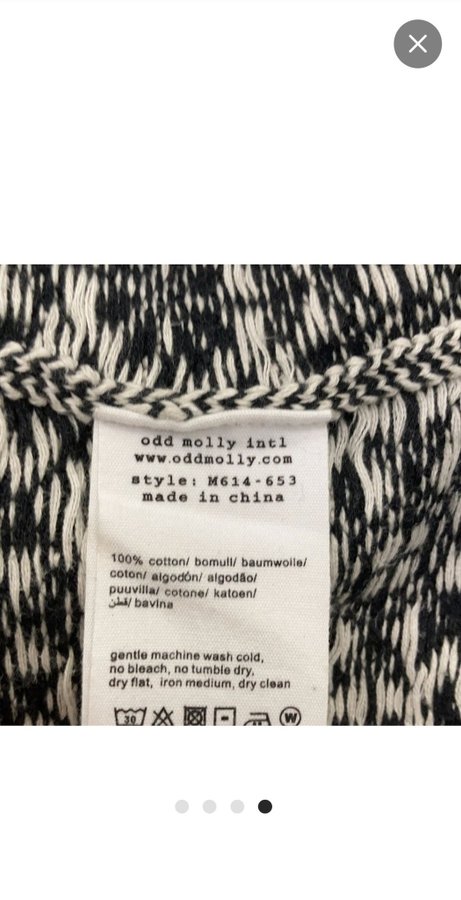 odd molly intl
www.oddmolly.com
style: M614-653
made in china
100% cotton/ bomull/ baumwolle/
coton/ algodón/ algodão/
puuvilla/ cotone/ katoen/
قطن/ bavlna
gentle machine wash cold,
no bleach, no tumble dry,
dry flat, iron medium, dry clean
30
W